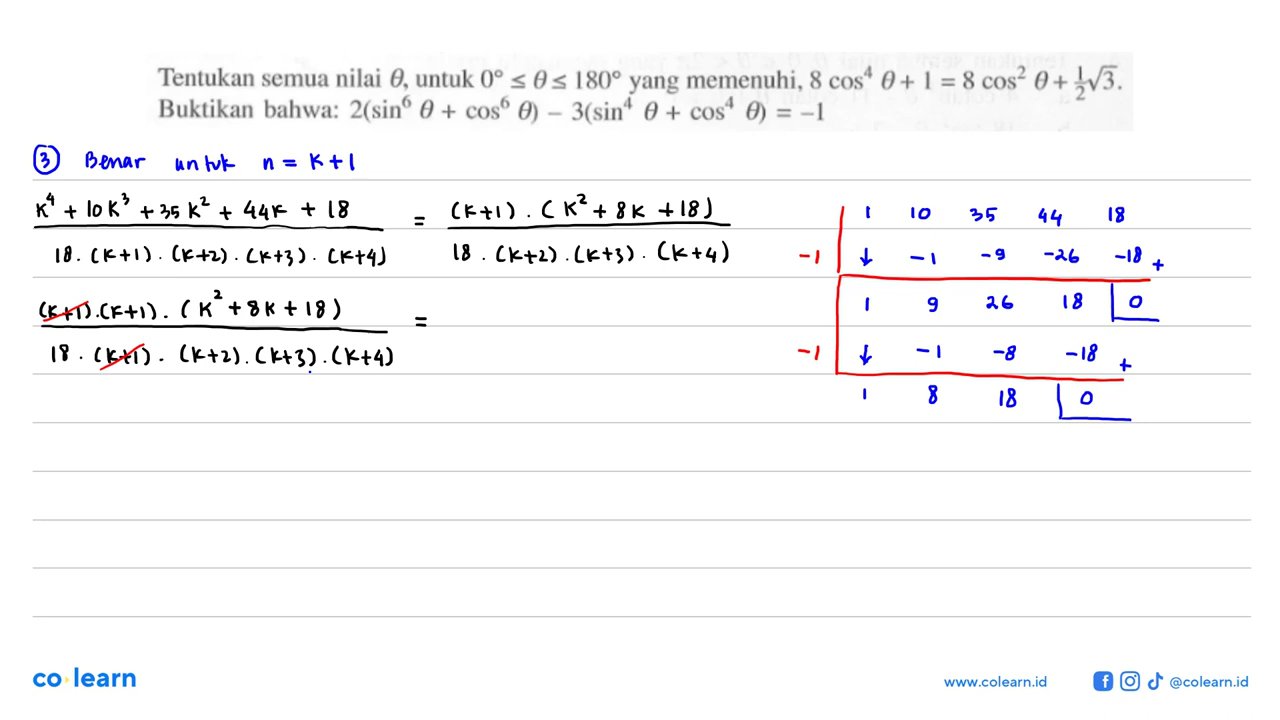 Tentukan semua nilai θ, untuk 0° ≤ θ ≤ 180° yang memenuhi, 8 cos⁴ θ + 1 = 8 cos² θ + ½√3.
Buktikan bahwa: 2(sin⁶ θ + cos⁶ θ) − 3(sin⁴ θ + cos⁴ θ) = −1
③ Benar untuk n = k+1
k⁴ + 10k³ + 35k² + 44k + 18 / 18.(k+1).(k+2).(k+3).(k+4) = (k+1).(k²+8k+18) / 18.(k+2).(k+3).(k+4)
(k+1).(k+1).(k²+8k+18) / 18.(k+1).(k+2).(k+3).(k+4) =
1 10 35 44 18
-1 ↓ -1 -9 -26 -18 +
1 9 26 18 0
-1 ↓ -1 -8 -18 +
1 8 18 0
co·learn
www.colearn.id @colearn.id